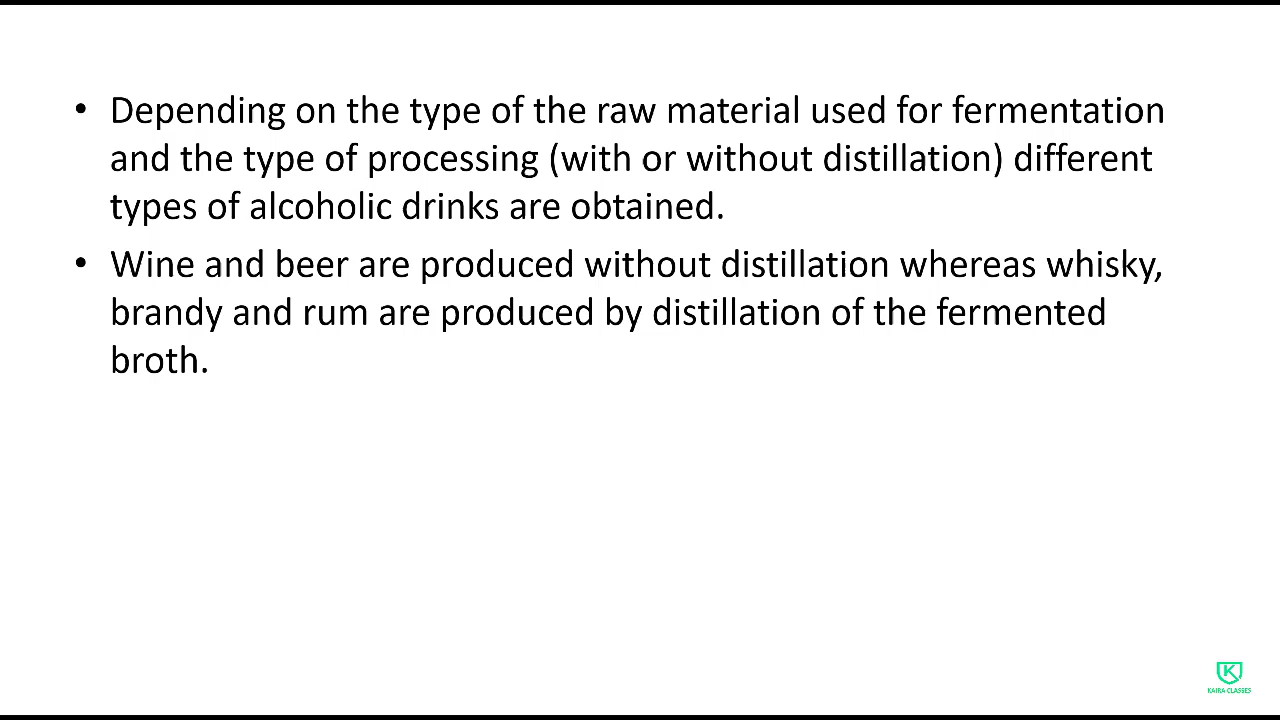 • Depending on the type of the raw material used for fermentation
and the type of processing (with or without distillation) different
types of alcoholic drinks are obtained.
• Wine and beer are produced without distillation whereas whisky,
brandy and rum are produced by distillation of the fermented
broth.
KAIRA CLASSES